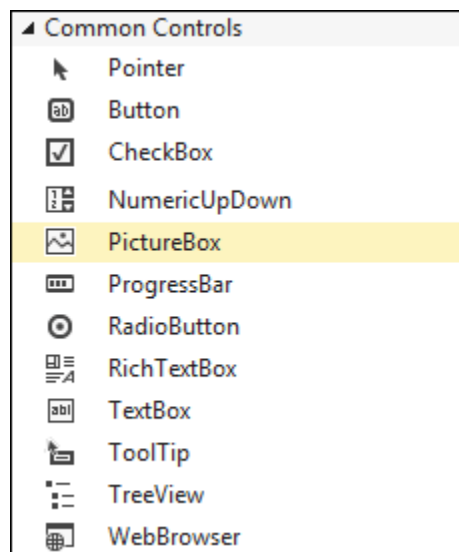 Common Controls
Pointer
Button
CheckBox
NumericUpDown
PictureBox
ProgressBar
RadioButton
RichTextBox
TextBox
ToolTip
TreeView
WebBrowser